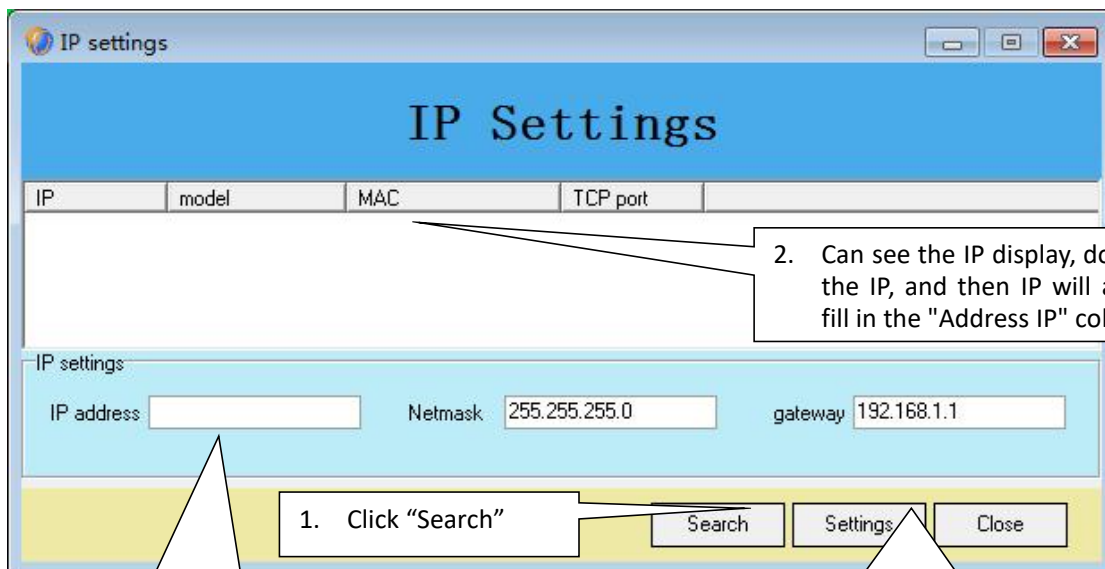 IP settings
IP Settings
IP model MAC TCP port
2. Can see the IP display,
the IP, and then IP will
fill in the "Address IP"
IP settings
IP address Netmask 255.255.255.0 gateway 192.168.1.1
1. Click “Search”
Search Settings Close